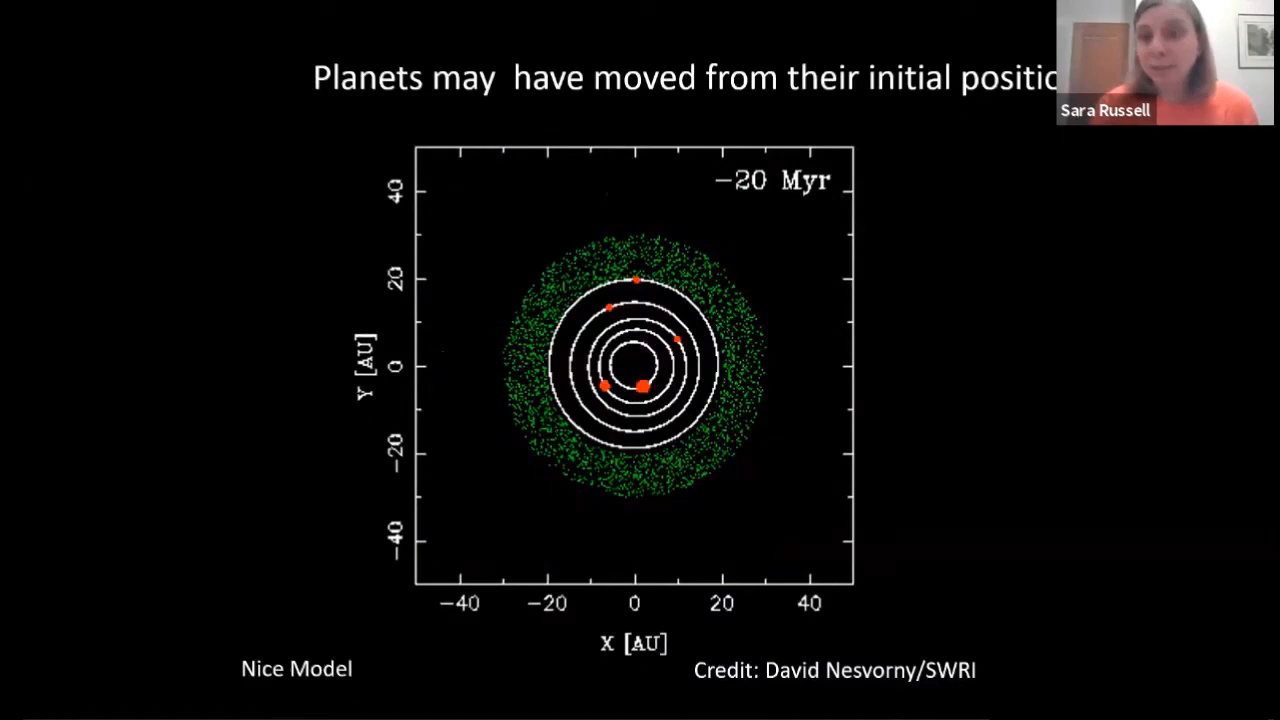 Planets may  have moved from their initial positio
Sara Russell
−20 Myr
40
20
0
−20
−40
Y [AU]
−40 −20 0 20 40
X [AU]
Nice Model
Credit: David Nesvorny/SWRI